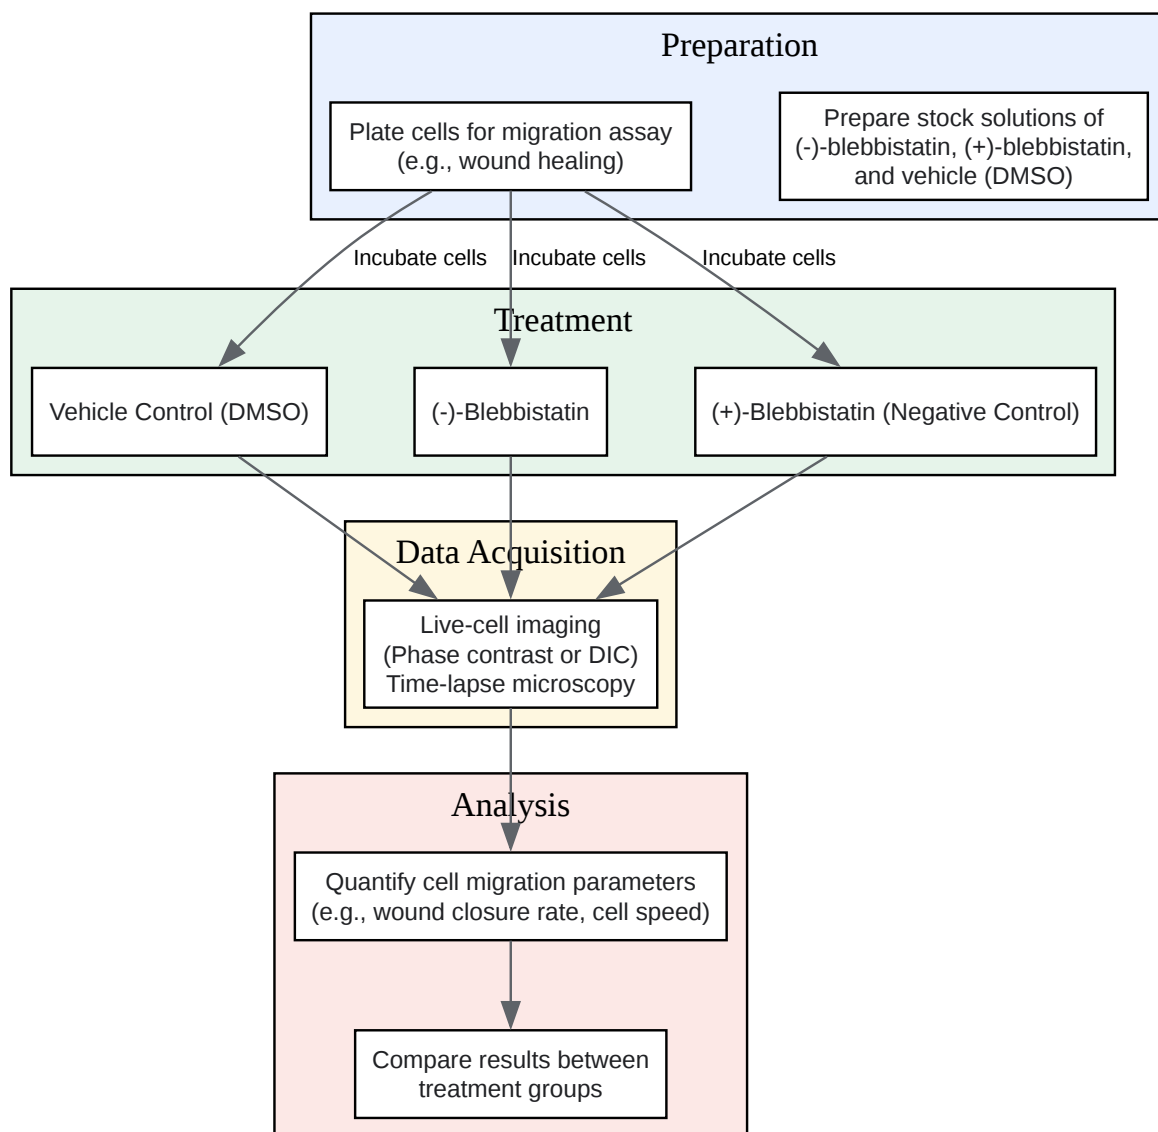 Preparation
Plate cells for migration assay
(e.g., wound healing)
Prepare stock solutions of
(-)-blebbistatin, (+)-blebbistatin,
and vehicle (DMSO)
Incubate cells
Incubate cells
Incubate cells
Treatment
Vehicle Control (DMSO)
(-)-Blebbistatin
(+)-Blebbistatin (Negative Control)
Data Acquisition
Live-cell imaging
(Phase contrast or DIC)
Time-lapse microscopy
Analysis
Quantify cell migration parameters
(e.g., wound closure rate, cell speed)
Compare results between
treatment groups